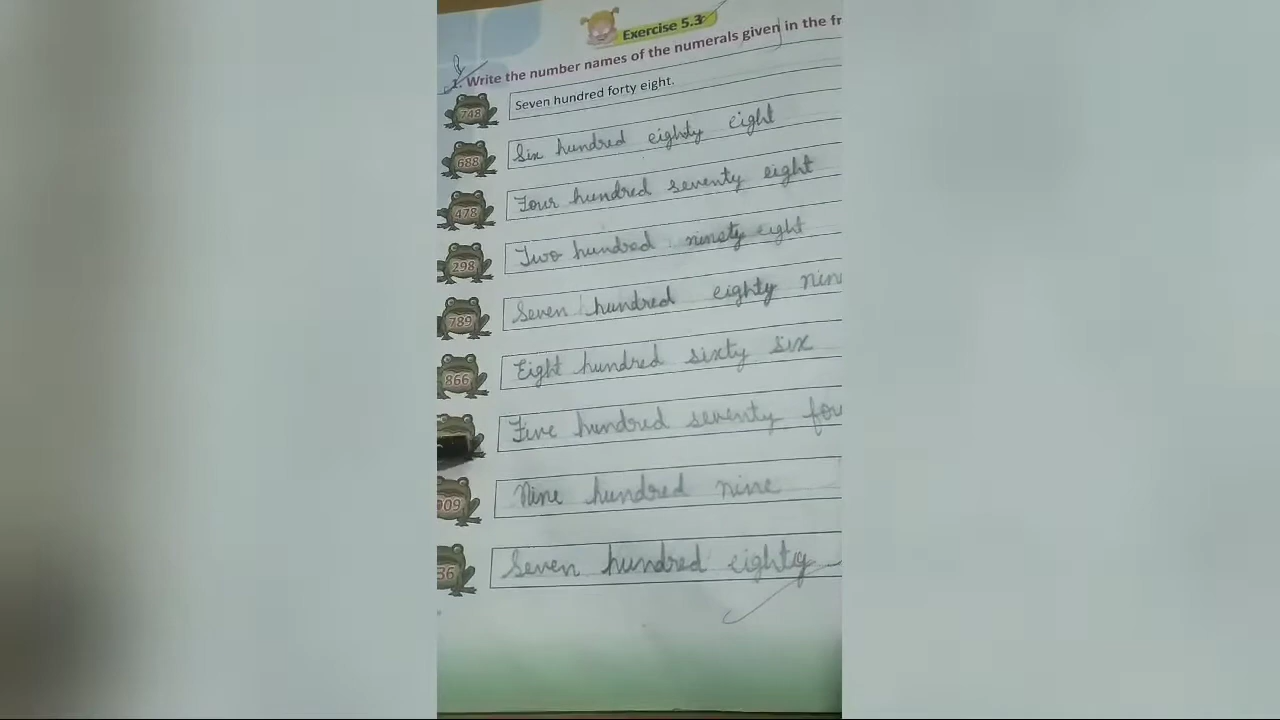 Exercise 5.3
1. Write the number names of the numerals given in the fr
748 Seven hundred forty eight.
688 Six hundred eighty eight
478 Four hundred seventy eight
298 Two hundred ninety eight
789 Seven hundred eighty nin
866 Eight hundred sixty six
Five hundred seventy fou
09 Nine hundred nine
36 Seven hundred eighty